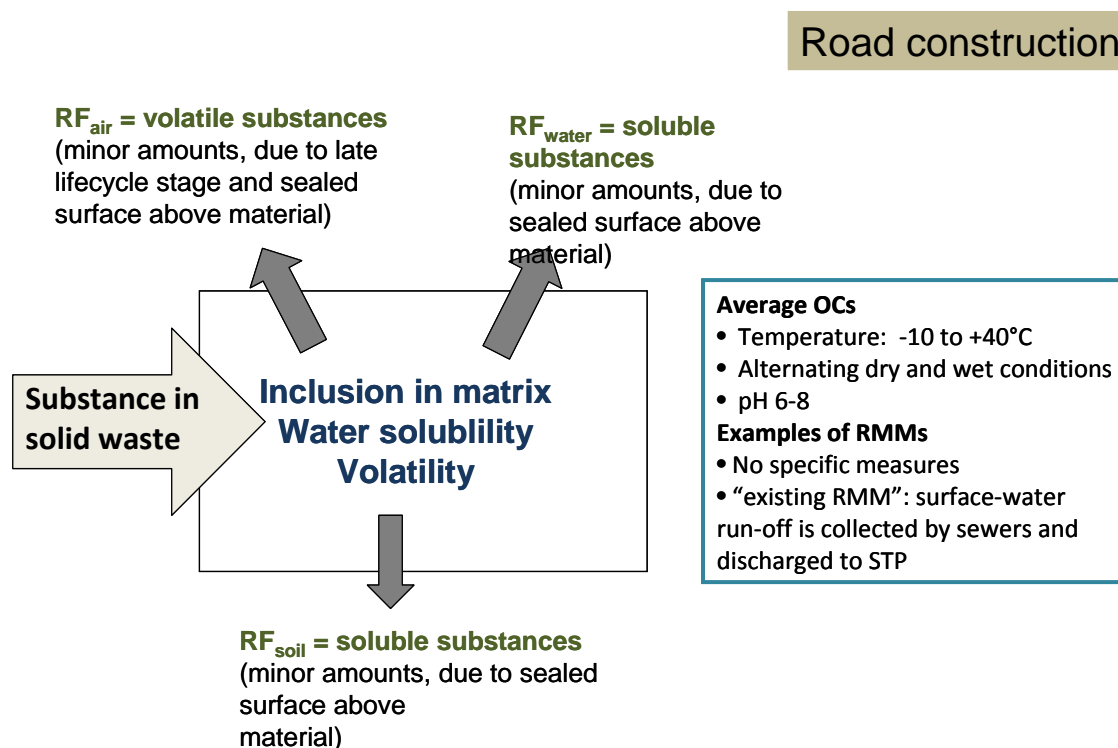 Road construction
RFair = volatile substances
(minor amounts, due to late
lifecycle stage and sealed
surface above material)
RFwater = soluble
substances
(minor amounts, due to
sealed surface above
material)
Substance in
solid waste
Inclusion in matrix
Water solublility
Volatility
Average OCs
• Temperature: -10 to +40°C
• Alternating dry and wet conditions
• pH 6-8
Examples of RMMs
• No specific measures
• “existing RMM”: surface-water
run-off is collected by sewers and
discharged to STP
RFsoil = soluble substances
(minor amounts, due to sealed
surface above
material)